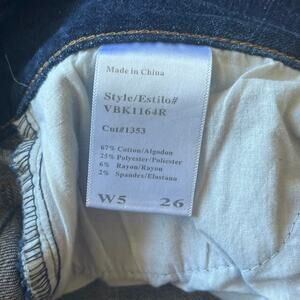 Made in China
Style/Estilo#
VBK1164R
Cut#1353
67% Cotton/Algodon
25% Polyester/Poliester
6% Rayon/Rayon
2% Spandex/Elastano
W5 26